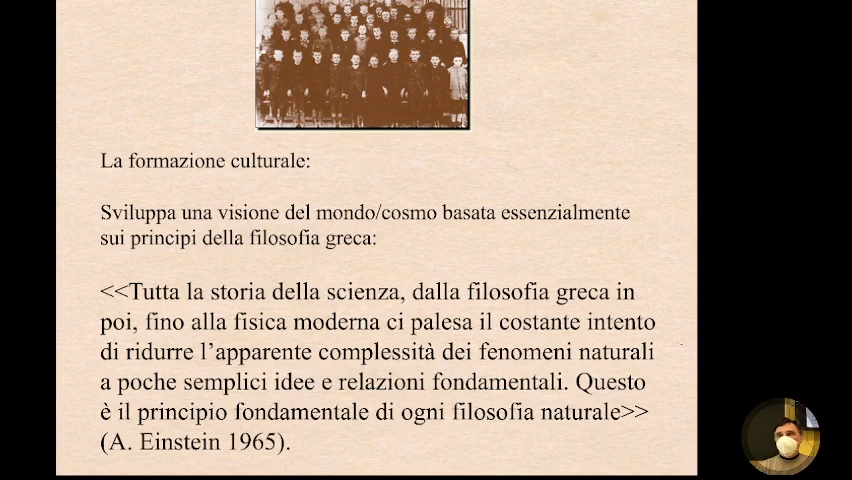 La formazione culturale:
Sviluppa una visione del mondo/cosmo basata essenzialmente
sui principi della filosofia greca:
<<Tutta la storia della scienza, dalla filosofia greca in
poi, fino alla fisica moderna ci palesa il costante intento
di ridurre l’apparente complessità dei fenomeni naturali
a poche semplici idee e relazioni fondamentali. Questo
è il principio fondamentale di ogni filosofia naturale>>
(A. Einstein 1965).